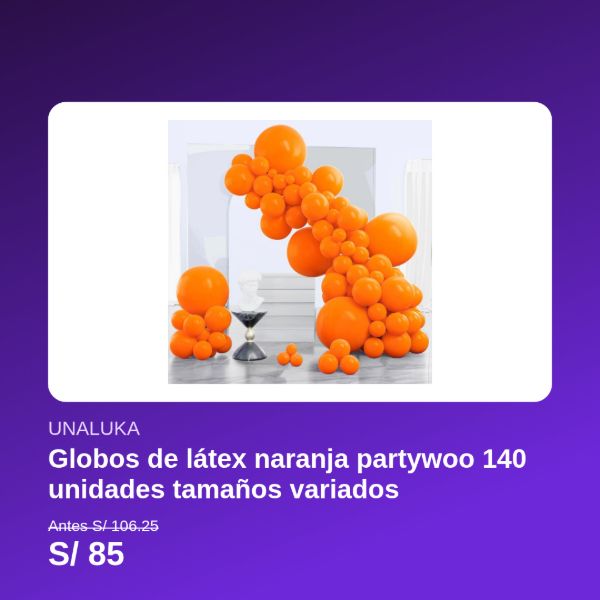 UNALUKA
Globos de látex naranja partywoo 140
unidades tamaños variados
Antes S/ 106.25
S/ 85